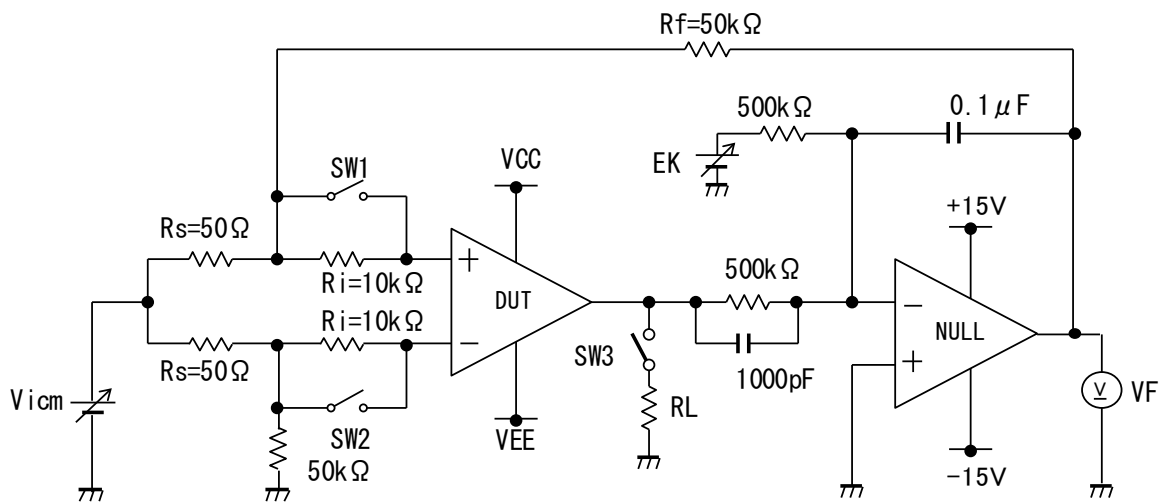 Rf=50kΩ
500kΩ
0.1μF
EK
VCC
SW1
+15V
Rs=50Ω
Ri=10kΩ
500kΩ
+
DUT
−
−
NULL
+
Ri=10kΩ
Rs=50Ω
SW3
1000pF
Vicm
SW2
RL
V
VF
VEE
50kΩ
−15V